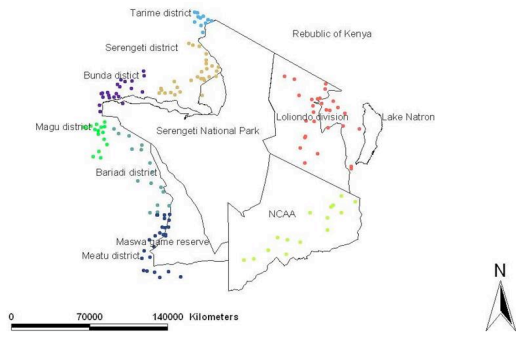 Tarime district
Rebublic of Kenya
Serengeti district
Bunda distict
Magu district
Loliondo division
Lake Natron
Serengeti National Park
Bariadi district
NCAA
Maswa game reserve
Meatu district
N
0 70000 140000 Kilometers